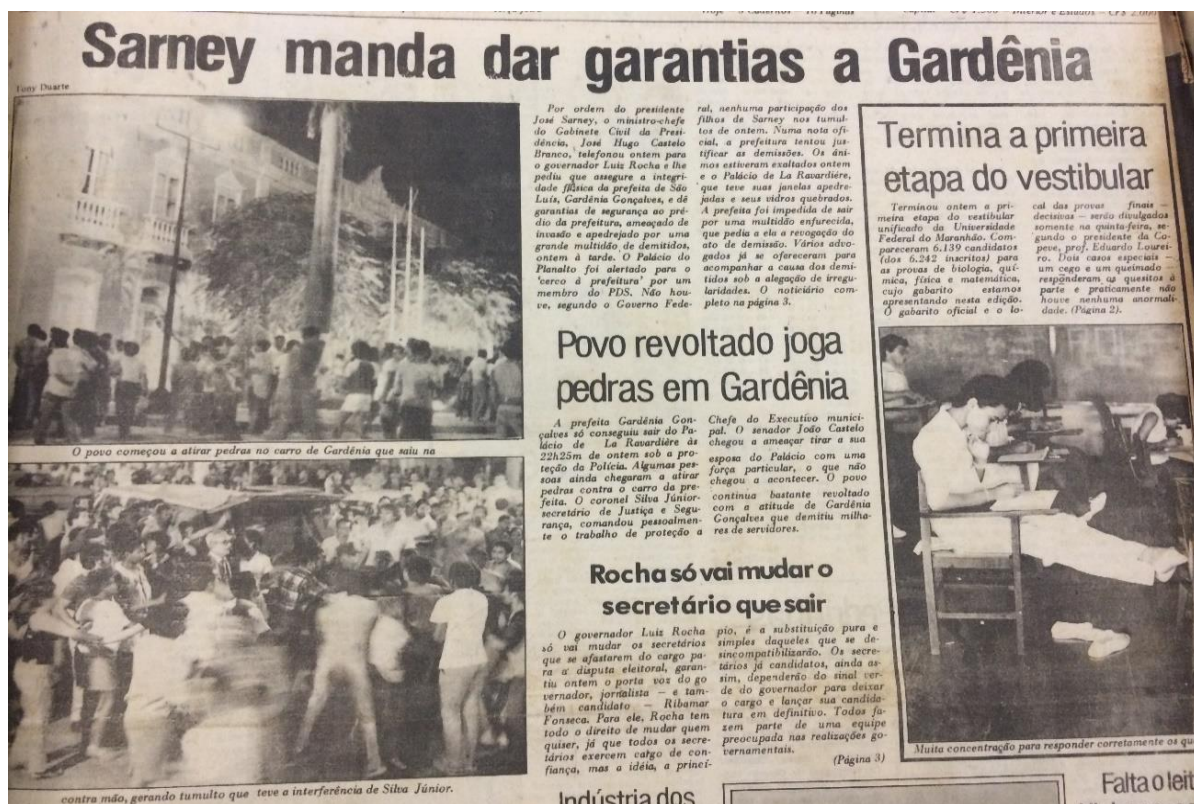 Sarney manda dar garantias a Gardênia
Tony Duarte
Por ordem do presidente
José Sarney, o ministro-chefe
do Gabinete Civil da Presi-
dência, José Hugo Castelo
Branco, telefonou ontem para
o governador Luiz Rocha e lhe
pediu que assegure a integri-
dade física da prefeita de São
Luís, Gardênia Gonçalves, e dê
garantias de segurança ao pré-
dio da prefeitura, ameaçado de
invasão e apedrejado por uma
grande multidão de demitidos,
ontem à tarde. O Palácio do
Planalto foi alertado para o
'cerco à prefeitura' por um
membro do PDS. Não hou-
ve, segundo o Governo Fede-
ral, nenhuma participação dos
filhos de Sarney nos tumul-
tos de ontem. Numa nota ofi-
cial, a prefeitura tentou jus-
tificar as demissões. Os âni-
mos estiveram exaltados ontem
e o Palácio de La Ravardière,
que teve suas janelas apedre-
jadas e seus vidros quebrados.
A prefeita foi impedida de sair
por uma multidão enfurecida,
que pedia a ela a revogação do
ato de demissão. Vários advo-
gados já se ofereceram para
acompanhar a causa dos demi-
tidos sob a alegação de irregu-
laridades. O noticiário com-
pleto na página 3.
Termina a primeira
etapa do vestibular
Terminou ontem a pri-
meira etapa do vestibular
unificado da Universidade
Federal do Maranhão. Com-
pareceram 6.139 candidatos
(dos 6.242 inscritos) para
as provas de biologia, quí-
mica, física e matemática,
cujo gabarito estamos
apresentando nesta edição.
O gabarito oficial e o lo-
cal das provas finais —
decisivas — serão divulgados
somente na quinta-feira, se-
gundo o presidente da Co-
peve, prof. Eduardo Lourei-
ro. Dois casos especiais —
um cego e um queimado —
responderam os quesitos à
parte e praticamente não
houve nenhuma anormali-
dade. (Página 2).
Povo revoltado joga
pedras em Gardênia
A prefeita Gardênia Gon-
çalves só conseguiu sair do Pa-
lácio de La Ravardière às
22h25m de ontem sob a pro-
teção da Polícia. Algumas pes-
soas ainda chegaram a atirar
pedras contra o carro da pre-
feita. O coronel Silva Júnior-
secretário de Justiça e Segu-
rança, comandou pessoalmen-
te o trabalho de proteção a
Chefe do Executivo munici-
pal. O senador João Castelo
chegou a ameaçar tirar a sua
esposa do Palácio com uma
força particular, o que não
chegou a acontecer. O povo
continua bastante revoltado
com a atitude de Gardênia
Gonçalves que demitiu milha-
res de servidores.
O povo começou a atirar pedras no carro de Gardênia que saiu na
contra mão, gerando tumulto que teve a interferência de Silva Júnior.
Rocha só vai mudar o
secretário que sair
O governador Luiz Rocha
só vai mudar os secretários
que se afastarem do cargo pa-
ra a disputa eleitoral, garan-
tiu ontem o porta voz do go
vernador, jornalista — e tam-
bém candidato — Ribamar
Fonseca. Para ele, Rocha tem
todo o direito de mudar quem
quiser, já que todos os secre-
tários exercem cargo de con-
fiança, mas a idéia, a princí-
pio, é a substituição pura e
simples daqueles que se de-
sincompatibilizarão. Os secre-
tários já candidatos, ainda as-
sim, dependerão do sinal ver-
de do governador para deixar
o cargo e lançar sua candida-
tura em definitivo. Todos fa-
zem parte de uma equipe
preocupada nas realizações go-
vernamentais.
(Página 3)
Muita concentração para responder corretamente os qu
Indústria dos
Falta o leit